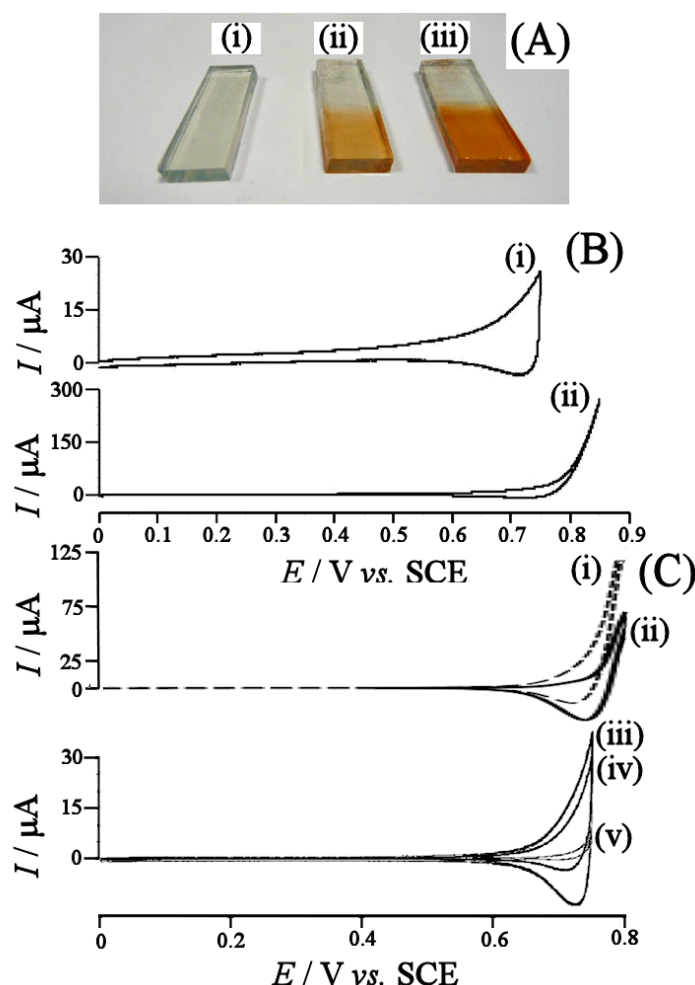 (i) (ii) (iii) (A)
(B)
(i)
30
15
0
I / µA
(ii)
300
150
0
I / µA
0 0.1 0.2 0.3 0.4 0.5 0.6 0.7 0.8 0.9
E / V vs. SCE
(C)
(i)
(ii)
125
75
25
0
I / µA
(iii)
(iv)
(v)
30
15
0
I / µA
0 0.2 0.4 0.6 0.8
E / V vs. SCE